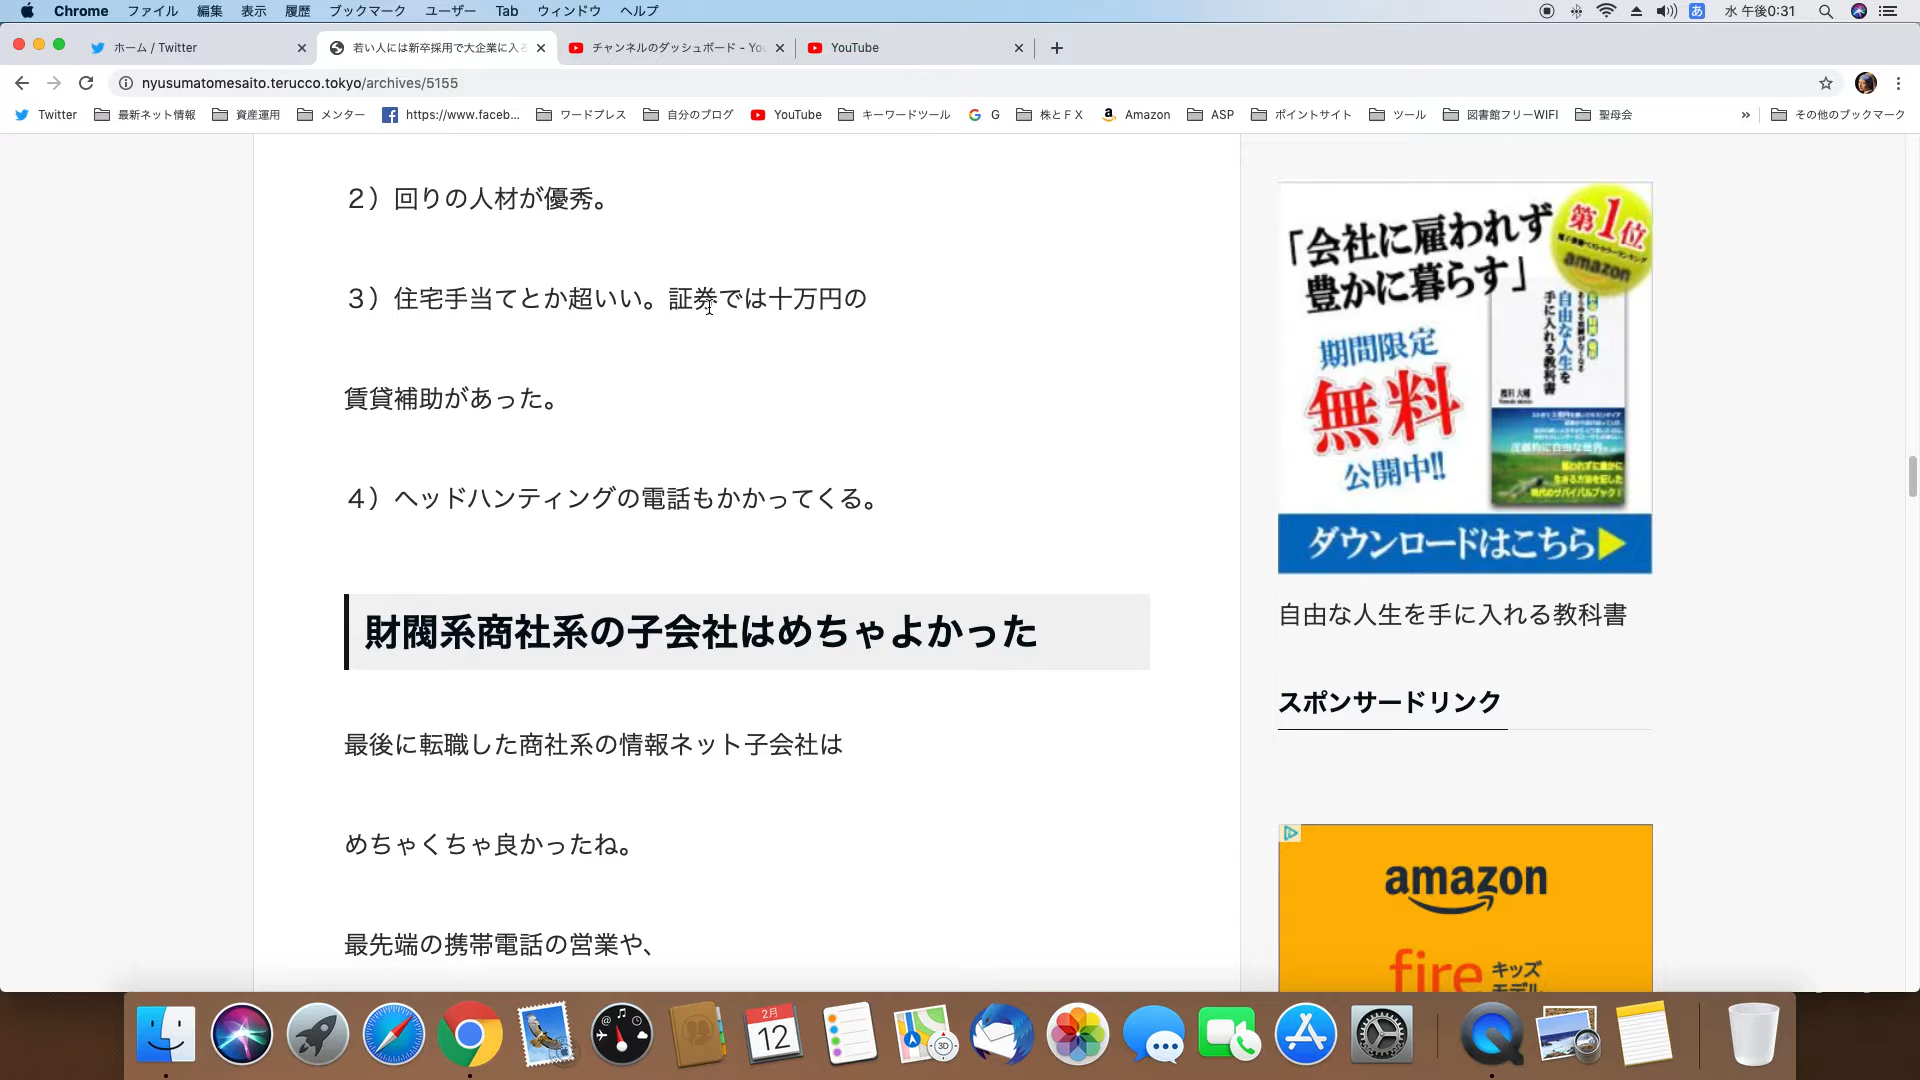 Chrome ファイル 編集 表示 履歴 ブックマーク ユーザー Tab ウィンドウ ヘルプ
あ 水 午後0:31
ホーム / Twitter
若い人には新卒採用で大企業に入
チャンネルのダッシュボード - You
YouTube
nyusumatomesaito.terucco.tokyo/archives/5155
Twitter 最新ネット情報 資産運用 メンター https://www.faceb... ワードプレス 自分のブログ YouTube キーワードツール G 株とFX Amazon ASP ポイントサイト ツール 図書館フリーWIFI 聖母会 » その他のブックマーク
２）回りの人材が優秀。
３）住宅手当てとか超いい。証券では十万円の
賃貸補助があった。
４）ヘッドハンティングの電話もかかってくる。
財閥系商社系の子会社はめちゃよかった
最後に転職した商社系の情報ネット子会社は
めちゃくちゃ良かったね。
最先端の携帯電話の営業や、
「会社に雇われず
豊かに暮らす」
第1位
amazon
期間限定
無料
公開中!!
自由な人生を
手に入れる教科書
ダウンロードはこちら
自由な人生を手に入れる教科書
スポンサードリンク
amazon
fire キッズ
モデル
2月
12
3D